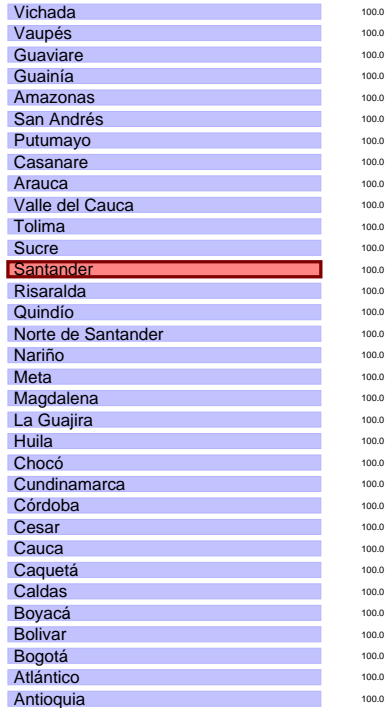 Vichada 100.0
Vaupés 100.0
Guaviare 100.0
Guainía 100.0
Amazonas 100.0
San Andrés 100.0
Putumayo 100.0
Casanare 100.0
Arauca 100.0
Valle del Cauca 100.0
Tolima 100.0
Sucre 100.0
Santander 100.0
Risaralda 100.0
Quindío 100.0
Norte de Santander 100.0
Nariño 100.0
Meta 100.0
Magdalena 100.0
La Guajira 100.0
Huila 100.0
Chocó 100.0
Cundinamarca 100.0
Córdoba 100.0
Cesar 100.0
Cauca 100.0
Caquetá 100.0
Caldas 100.0
Boyacá 100.0
Bolivar 100.0
Bogotá 100.0
Atlántico 100.0
Antioquia 100.0